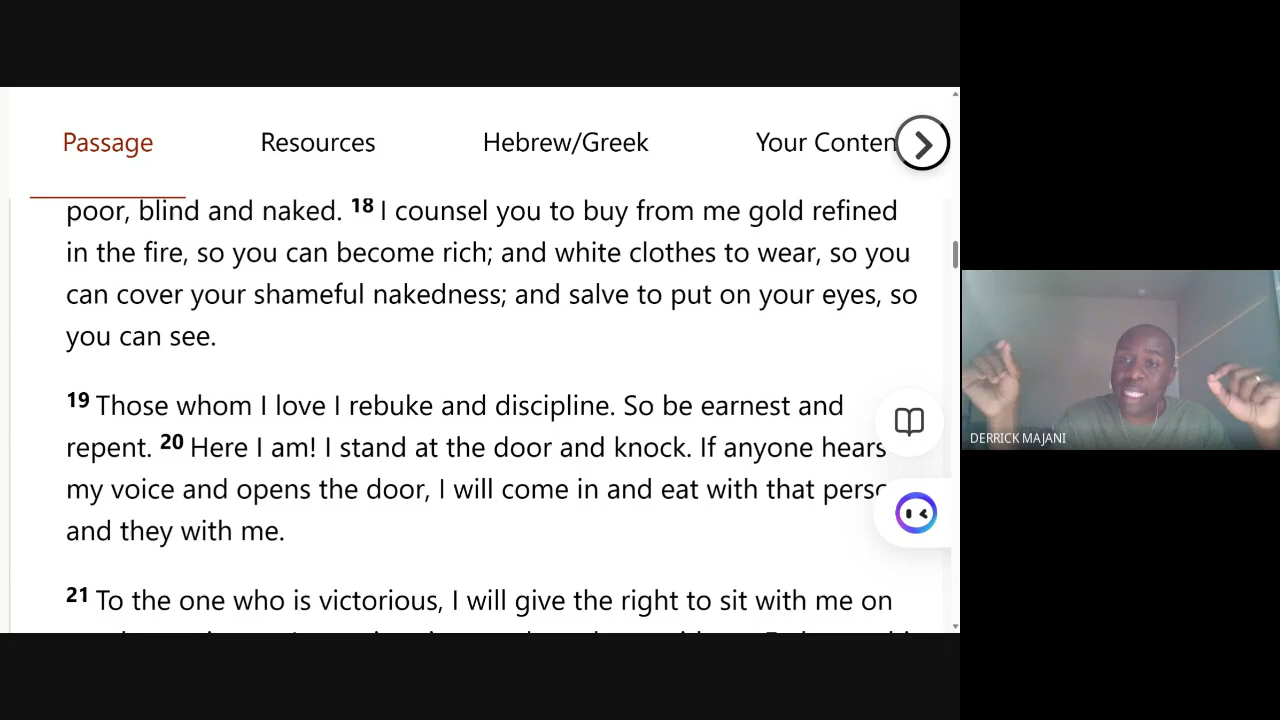 Passage Resources Hebrew/Greek Your Conten
poor, blind and naked. 18 I counsel you to buy from me gold refined
in the fire, so you can become rich; and white clothes to wear, so you
can cover your shameful nakedness; and salve to put on your eyes, so
you can see.
19 Those whom I love I rebuke and discipline. So be earnest and
repent. 20 Here I am! I stand at the door and knock. If anyone hears
my voice and opens the door, I will come in and eat with that perso
and they with me.
21 To the one who is victorious, I will give the right to sit with me on
DERRICK MAJANI